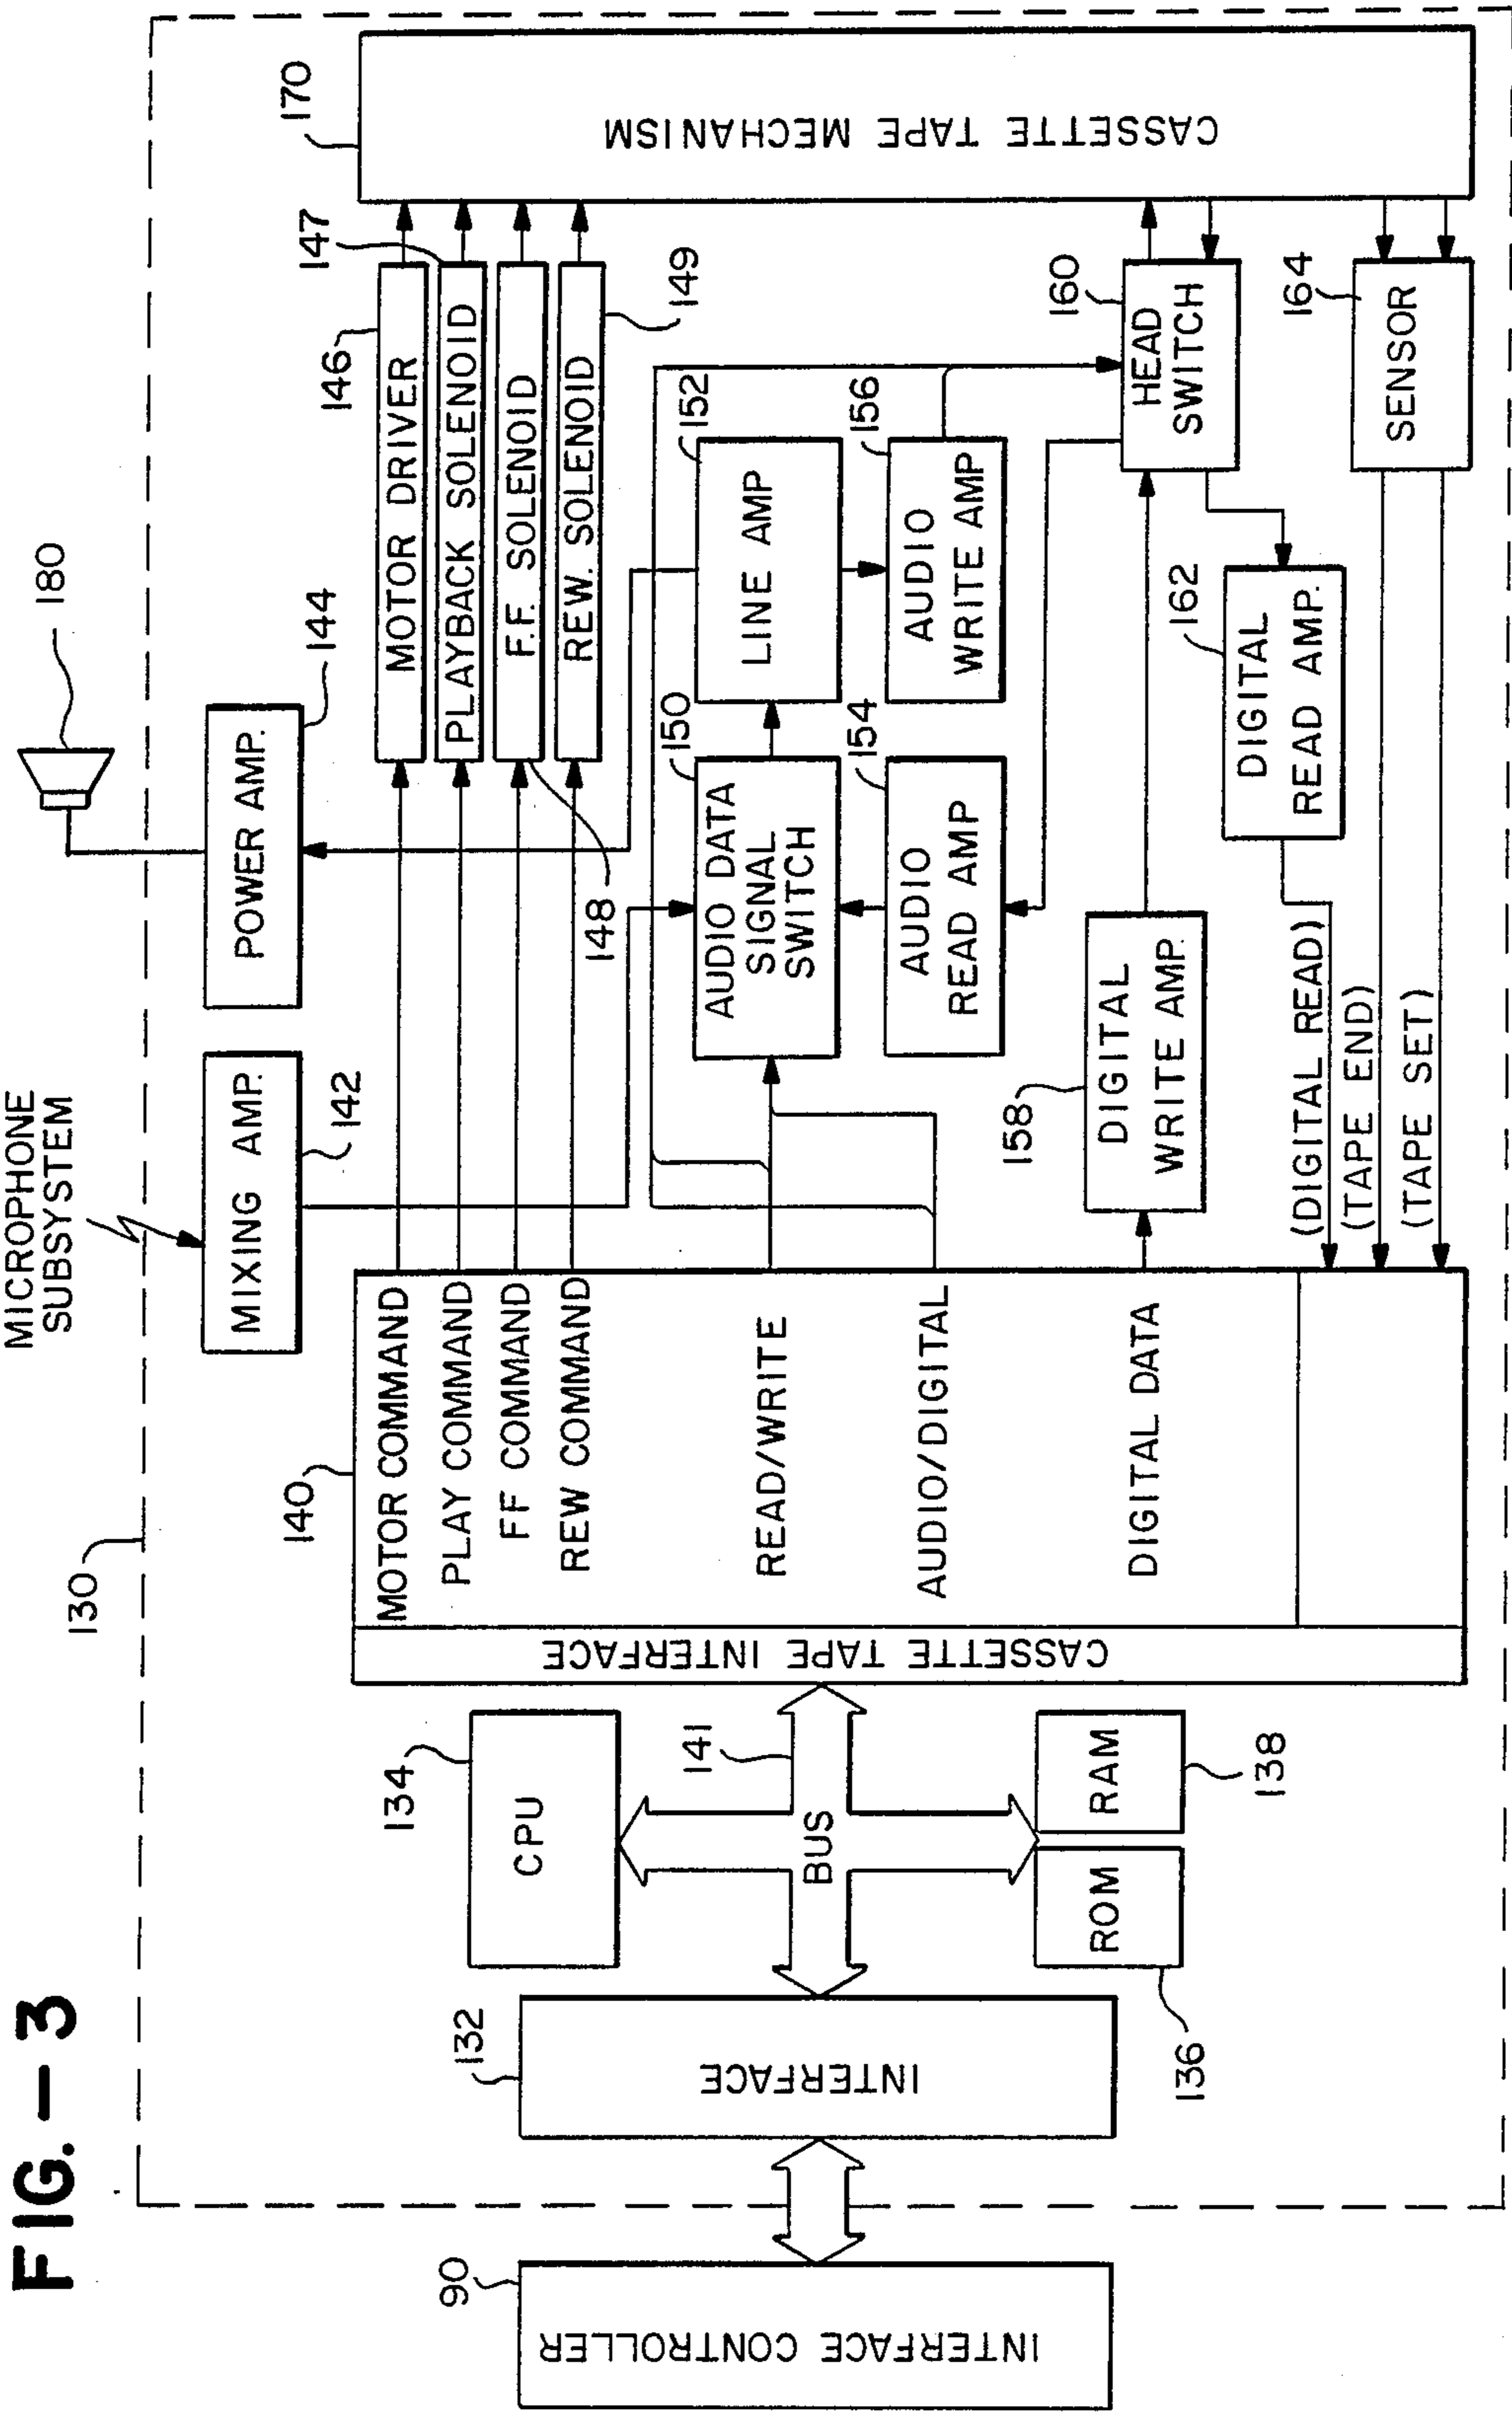 FIG.-3
MICROPHONE
SUBSYSTEM
180
130
MIXING AMP.
142
POWER AMP.
144
90
INTERFACE CONTROLLER
132
INTERFACE
134
CPU
141
BUS
ROM
136
RAM
138
140
CASSETTE TAPE INTERFACE
MOTOR COMMAND
PLAY COMMAND
FF COMMAND
REW COMMAND
READ/WRITE
AUDIO/DIGITAL
DIGITAL DATA
146
MOTOR DRIVER
147
PLAYBACK SOLENOID
148
F.F. SOLENOID
149
REW. SOLENOID
170
CASSETTE TAPE MECHANISM
150
AUDIO DATA
SIGNAL
SWITCH
152
LINE AMP
154
AUDIO
READ AMP
156
AUDIO
WRITE AMP
158
DIGITAL
WRITE AMP.
160
HEAD
SWITCH
162
DIGITAL
READ AMP.
164
SENSOR
(DIGITAL READ)
(TAPE END)
(TAPE SET)